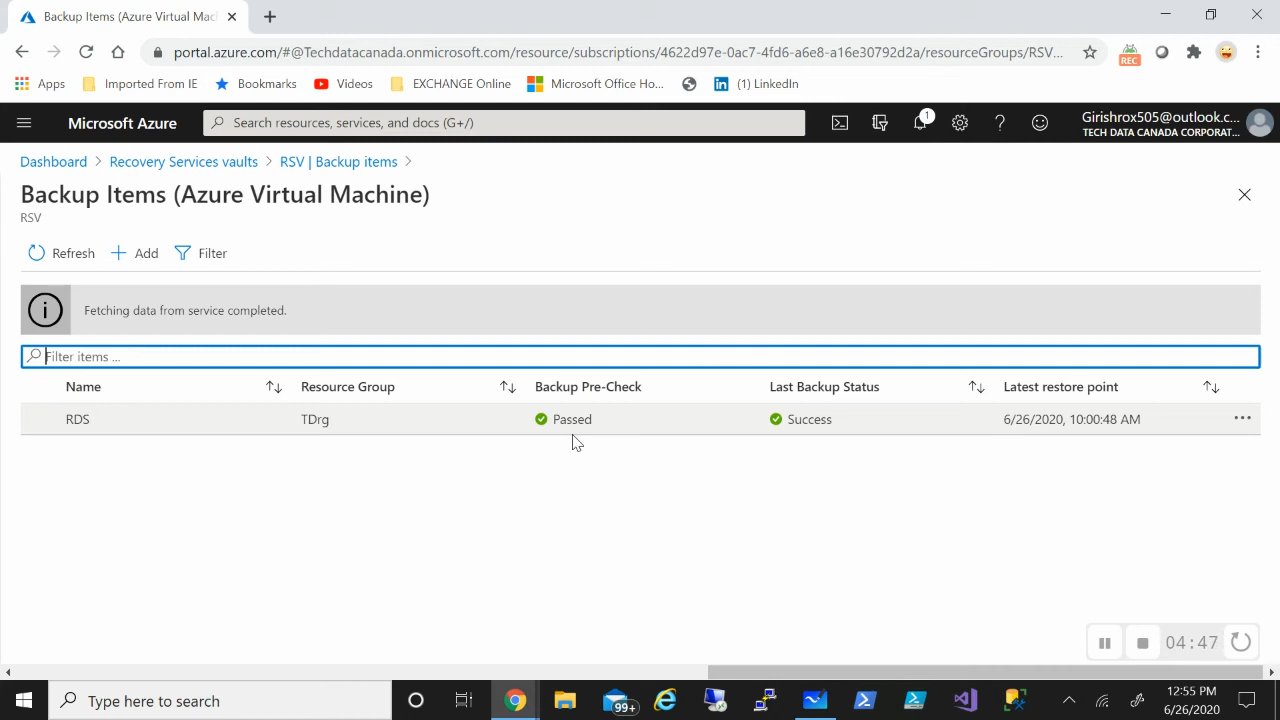 Backup Items (Azure Virtual Mac
portal.azure.com/#@Techdatacanada.onmicrosoft.com/resource/subscriptions/4622d97e-0ac7-4fd6-a6e8-a16e30792d2a/resourceGroups/RSV...
REC
Apps Imported From IE Bookmarks Videos EXCHANGE Online Microsoft Office Ho... (1) LinkedIn
Microsoft Azure
Search resources, services, and docs (G+/)
1
Girishrox505@outlook.c...
TECH DATA CANADA CORPORAT...
Dashboard > Recovery Services vaults > RSV | Backup items >
Backup Items (Azure Virtual Machine)
RSV
Refresh Add Filter
Fetching data from service completed.
Filter items ...
Name Resource Group Backup Pre-Check Last Backup Status Latest restore point
RDS TDrg Passed Success 6/26/2020, 10:00:48 AM ...
04:47
Type here to search
99+
12:55 PM
6/26/2020